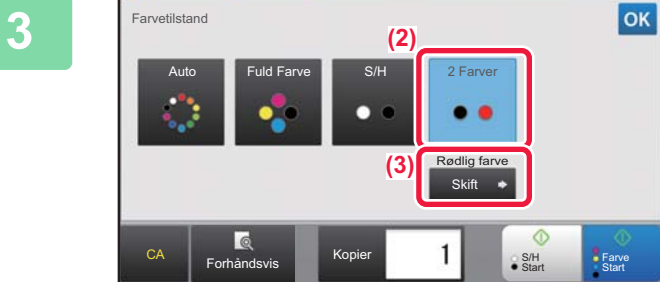 3
Farvetilstand
OK
(2)
Auto
Fuld Farve
S/H
2 Farver
(3)
Rødlig farve
Skift
CA
Forhåndsvis
Kopier
1
S/H
Start
Farve
Start